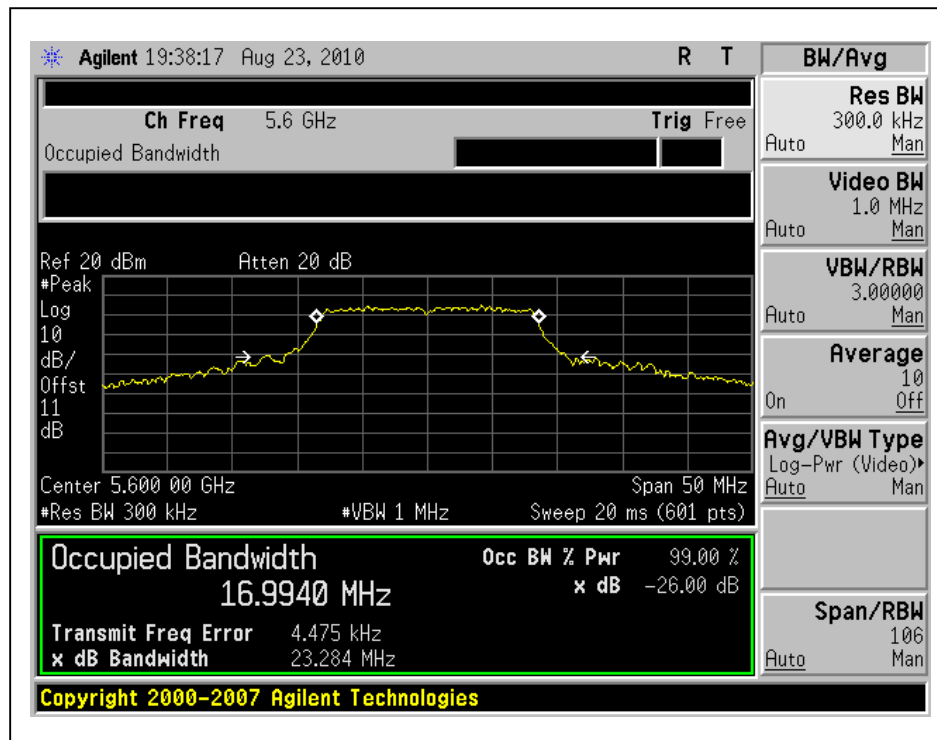 Agilent 19:38:17 Aug 23, 2010 R T
Ch Freq 5.6 GHz Trig Free
Occupied Bandwidth
Ref 20 dBm Atten 20 dB
#Peak
Log
10
dB/
Offst
11
dB
Center 5.600 00 GHz Span 50 MHz
#Res BW 300 kHz #VBW 1 MHz Sweep 20 ms (601 pts)
Occupied Bandwidth Occ BW % Pwr 99.00 %
16.9940 MHz x dB -26.00 dB
Transmit Freq Error 4.475 kHz
x dB Bandwidth 23.284 MHz
Copyright 2000-2007 Agilent Technologies
BW/Avg
Res BW
300.0 kHz
Auto Man
Video BW
1.0 MHz
Auto Man
VBW/RBW
3.00000
Auto Man
Average
10
On Off
Avg/VBW Type
Log-Pwr (Video)▸
Auto Man
Span/RBW
106
Auto Man